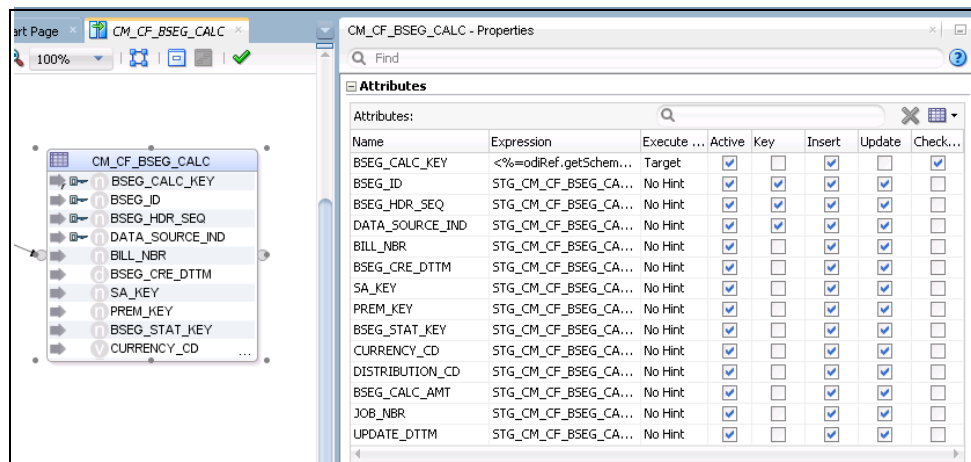 art Page
CM_CF_BSEG_CALC
100%
CM_CF_BSEG_CALC
BSEG_CALC_KEY
BSEG_ID
BSEG_HDR_SEQ
DATA_SOURCE_IND
BILL_NBR
BSEG_CRE_DTTM
SA_KEY
PREM_KEY
BSEG_STAT_KEY
CURRENCY_CD ...
CM_CF_BSEG_CALC - Properties
Find
Attributes
Attributes:
Name Expression Execute ... Active Key Insert Update Check...
BSEG_CALC_KEY <%=odiRef.getSchem... Target
BSEG_ID STG_CM_CF_BSEG_CA... No Hint
BSEG_HDR_SEQ STG_CM_CF_BSEG_CA... No Hint
DATA_SOURCE_IND STG_CM_CF_BSEG_CA... No Hint
BILL_NBR STG_CM_CF_BSEG_CA... No Hint
BSEG_CRE_DTTM STG_CM_CF_BSEG_CA... No Hint
SA_KEY STG_CM_CF_BSEG_CA... No Hint
PREM_KEY STG_CM_CF_BSEG_CA... No Hint
BSEG_STAT_KEY STG_CM_CF_BSEG_CA... No Hint
CURRENCY_CD STG_CM_CF_BSEG_CA... No Hint
DISTRIBUTION_CD STG_CM_CF_BSEG_CA... No Hint
BSEG_CALC_AMT STG_CM_CF_BSEG_CA... No Hint
JOB_NBR STG_CM_CF_BSEG_CA... No Hint
UPDATE_DTTM STG_CM_CF_BSEG_CA... No Hint